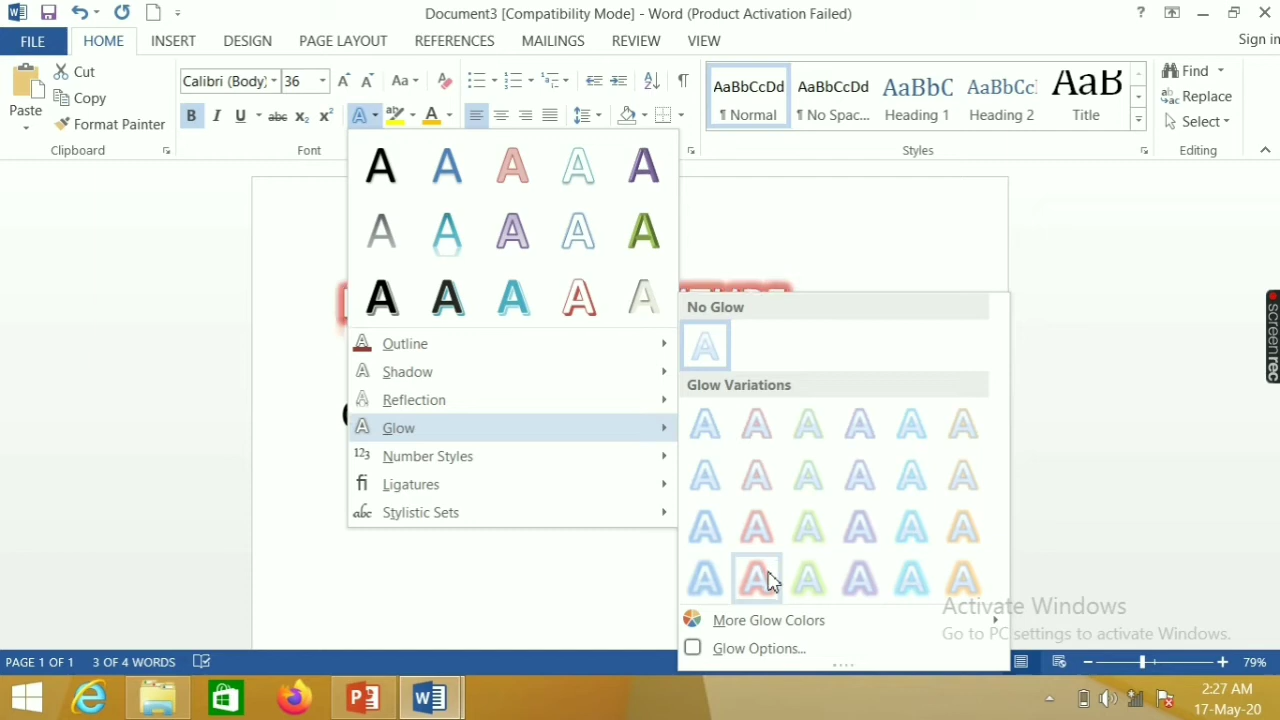 Document3 [Compatibility Mode] - Word (Product Activation Failed)
FILE HOME INSERT DESIGN PAGE LAYOUT REFERENCES MAILINGS REVIEW VIEW Sign in
Paste
Cut
Copy
Format Painter
Clipboard
Calibri (Body) 36
Font
AaBbCcDd AaBbCcDd AaBbC AaBbCc AaB
¶ Normal ¶ No Spac... Heading 1 Heading 2 Title
Styles
Find
Replace
Select
Editing
Outline
Shadow
Reflection
Glow
Number Styles
Ligatures
Stylistic Sets
No Glow
Glow Variations
More Glow Colors
Glow Options...
screenrec
Activate Windows
Go to PC settings to activate Windows.
PAGE 1 OF 1 3 OF 4 WORDS 79%
2:27 AM
17-May-20